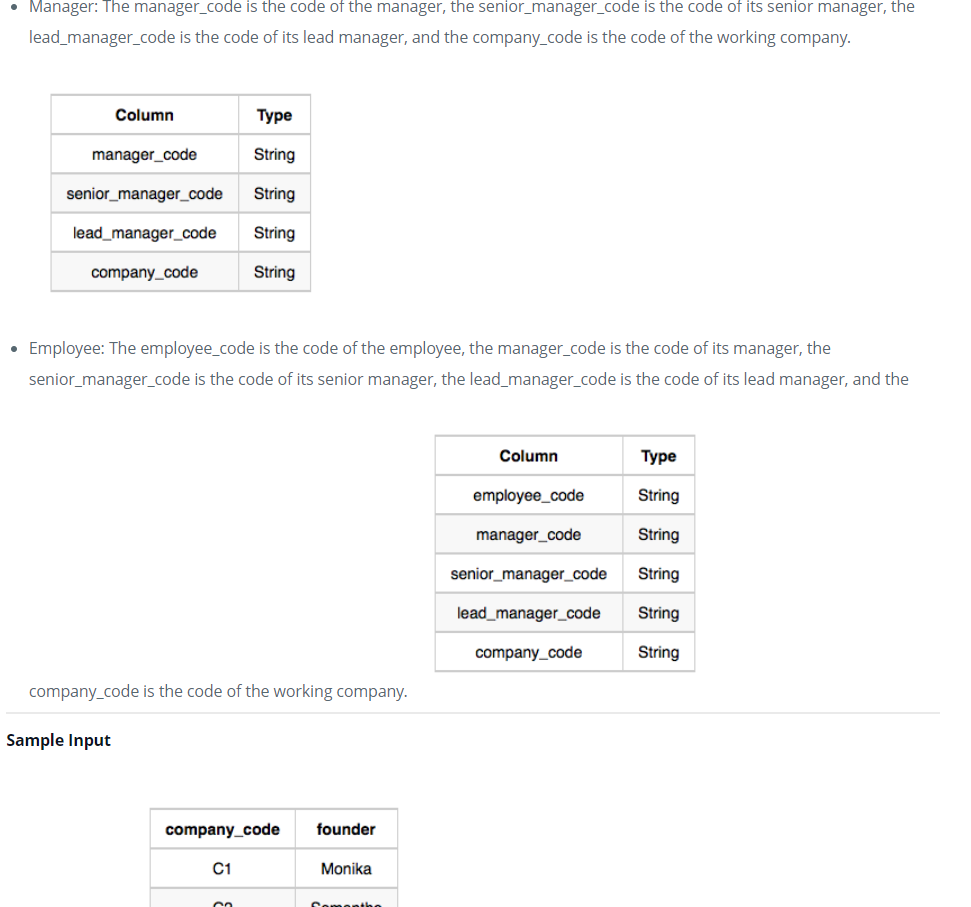 Manager: The manager_code is the code of the manager, the senior_manager_code is the code of its senior manager, the
lead_manager_code is the code of its lead manager, and the company_code is the code of the working company.
Column Type
manager_code String
senior_manager_code String
lead_manager_code String
company_code String
Employee: The employee_code is the code of the employee, the manager_code is the code of its manager, the
senior_manager_code is the code of its senior manager, the lead_manager_code is the code of its lead manager, and the
Column Type
employee_code String
manager_code String
senior_manager_code String
lead_manager_code String
company_code String
company_code is the code of the working company.
Sample Input
company_code founder
C1 Monika